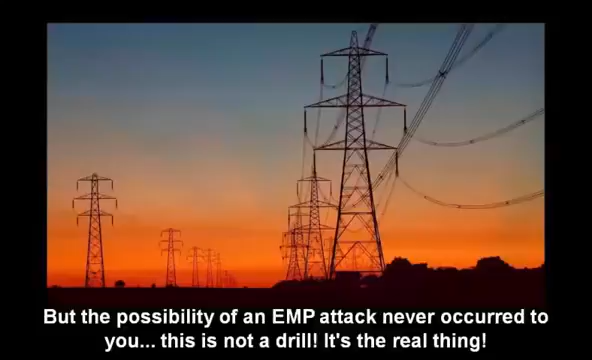 But the possibility of an EMP attack never occurred to
you... this is not a drill! It's the real thing!